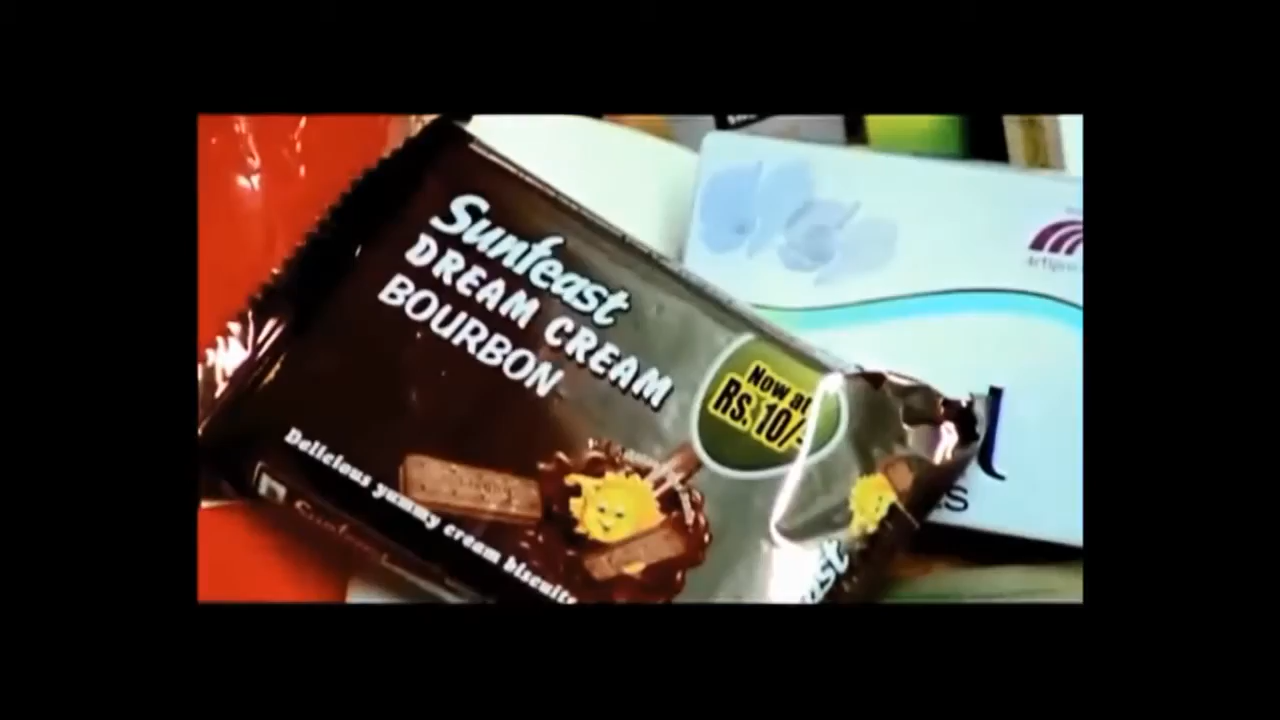 Sunfeast
DREAM CREAM
BOURBON
Now at
RS. 10/-
Delicious yummy cream biscuits